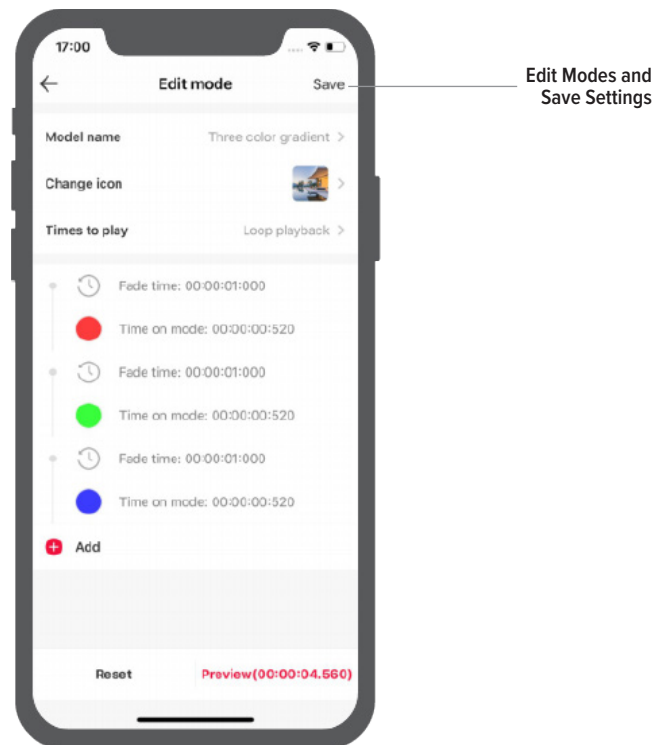 17:00
Edit mode
Save
Edit Modes and
Save Settings
Model name
Three color gradient >
Change icon
>
Times to play
Loop playback >
Fade time: 00:00:01:000
Time on mode: 00:00:00:520
Fade time: 00:00:01:000
Time on mode: 00:00:00:520
Fade time: 00:00:01:000
Time on mode: 00:00:00:520
Add
Reset
Preview(00:00:04.560)